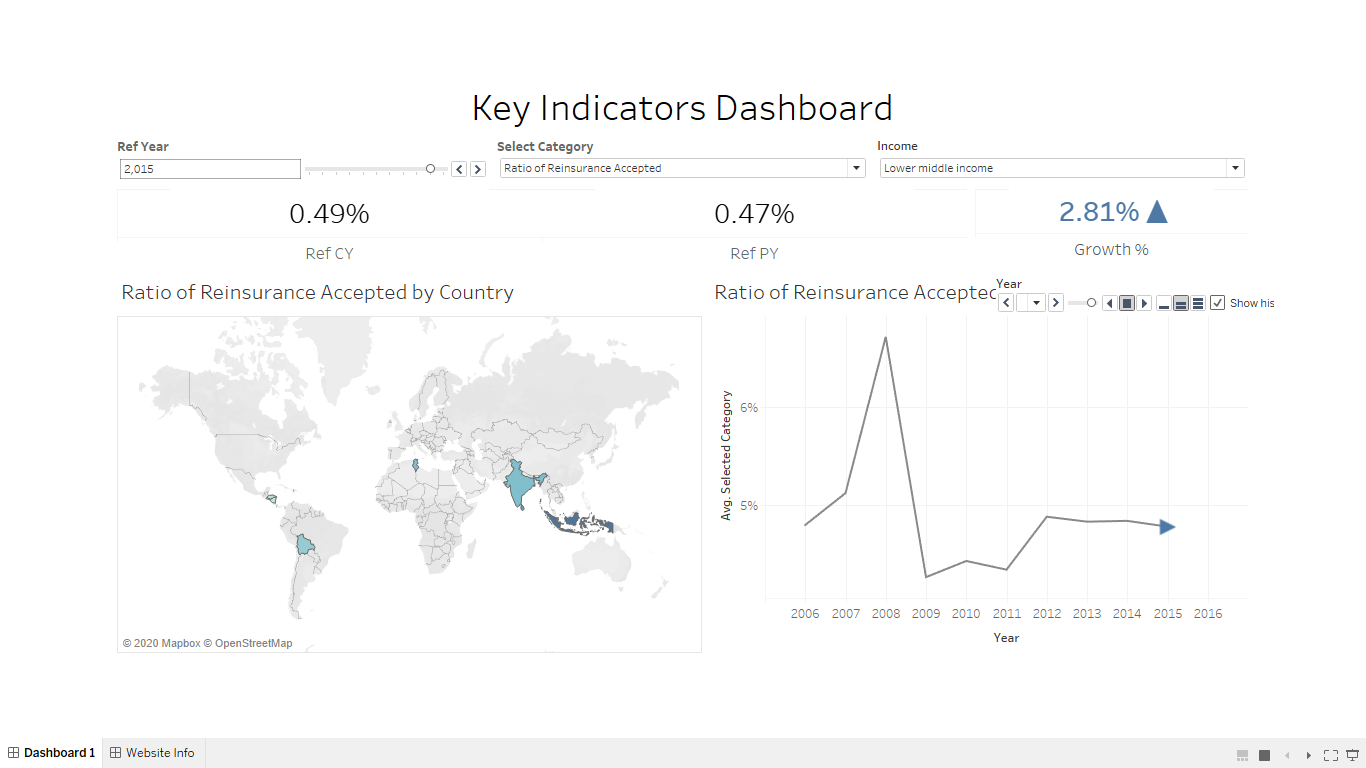 Key Indicators Dashboard
Ref Year
Select Category
Income
2,015
Ratio of Reinsurance Accepted
Lower middle income
0.49%
0.47%
2.81%
Ref CY
Ref PY
Growth %
Ratio of Reinsurance Accepted by Country
Ratio of Reinsurance Accepted
Year
Show his
Avg. Selected Category
6%
5%
2006 2007 2008 2009 2010 2011 2012 2013 2014 2015 2016
Year
© 2020 Mapbox © OpenStreetMap
Dashboard 1
Website Info